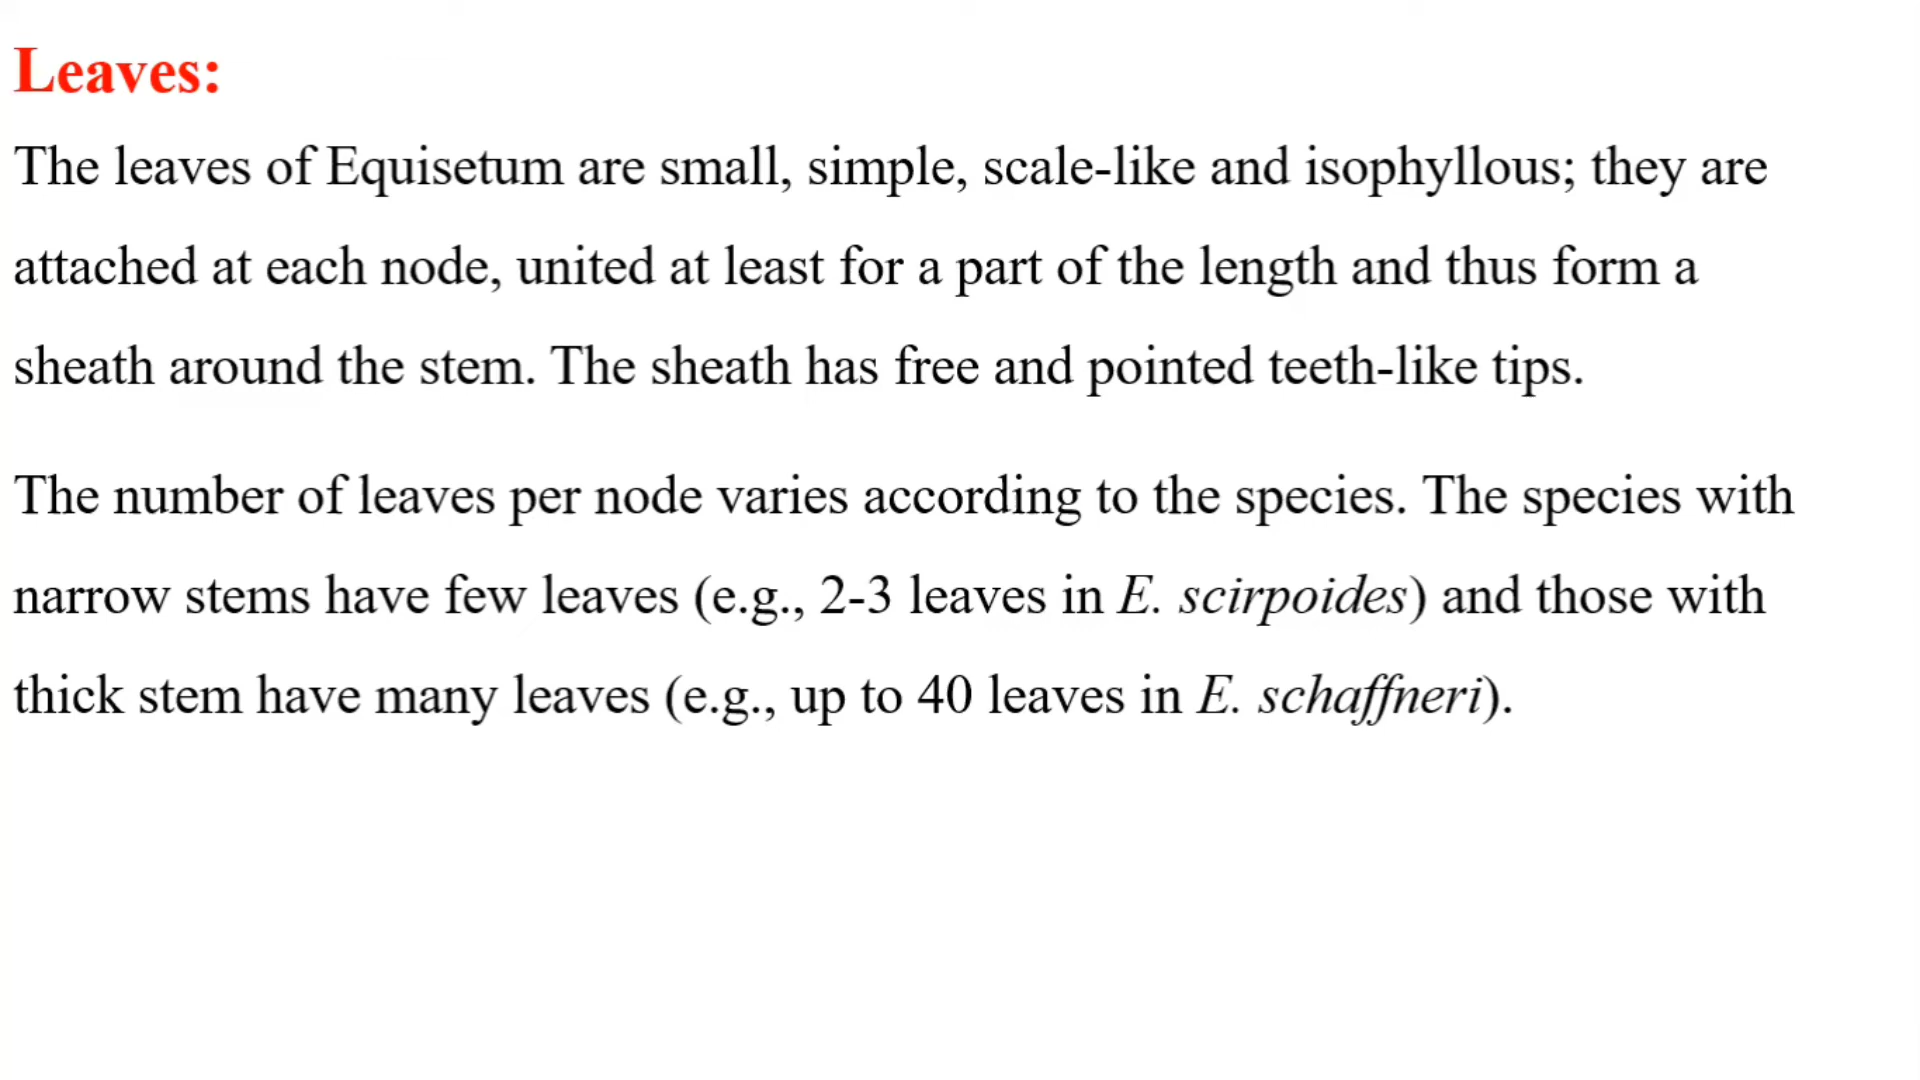 Leaves:
The leaves of Equisetum are small, simple, scale-like and isophyllous; they are
attached at each node, united at least for a part of the length and thus form a
sheath around the stem. The sheath has free and pointed teeth-like tips.
The number of leaves per node varies according to the species. The species with
narrow stems have few leaves (e.g., 2-3 leaves in E. scirpoides) and those with
thick stem have many leaves (e.g., up to 40 leaves in E. schaffneri).